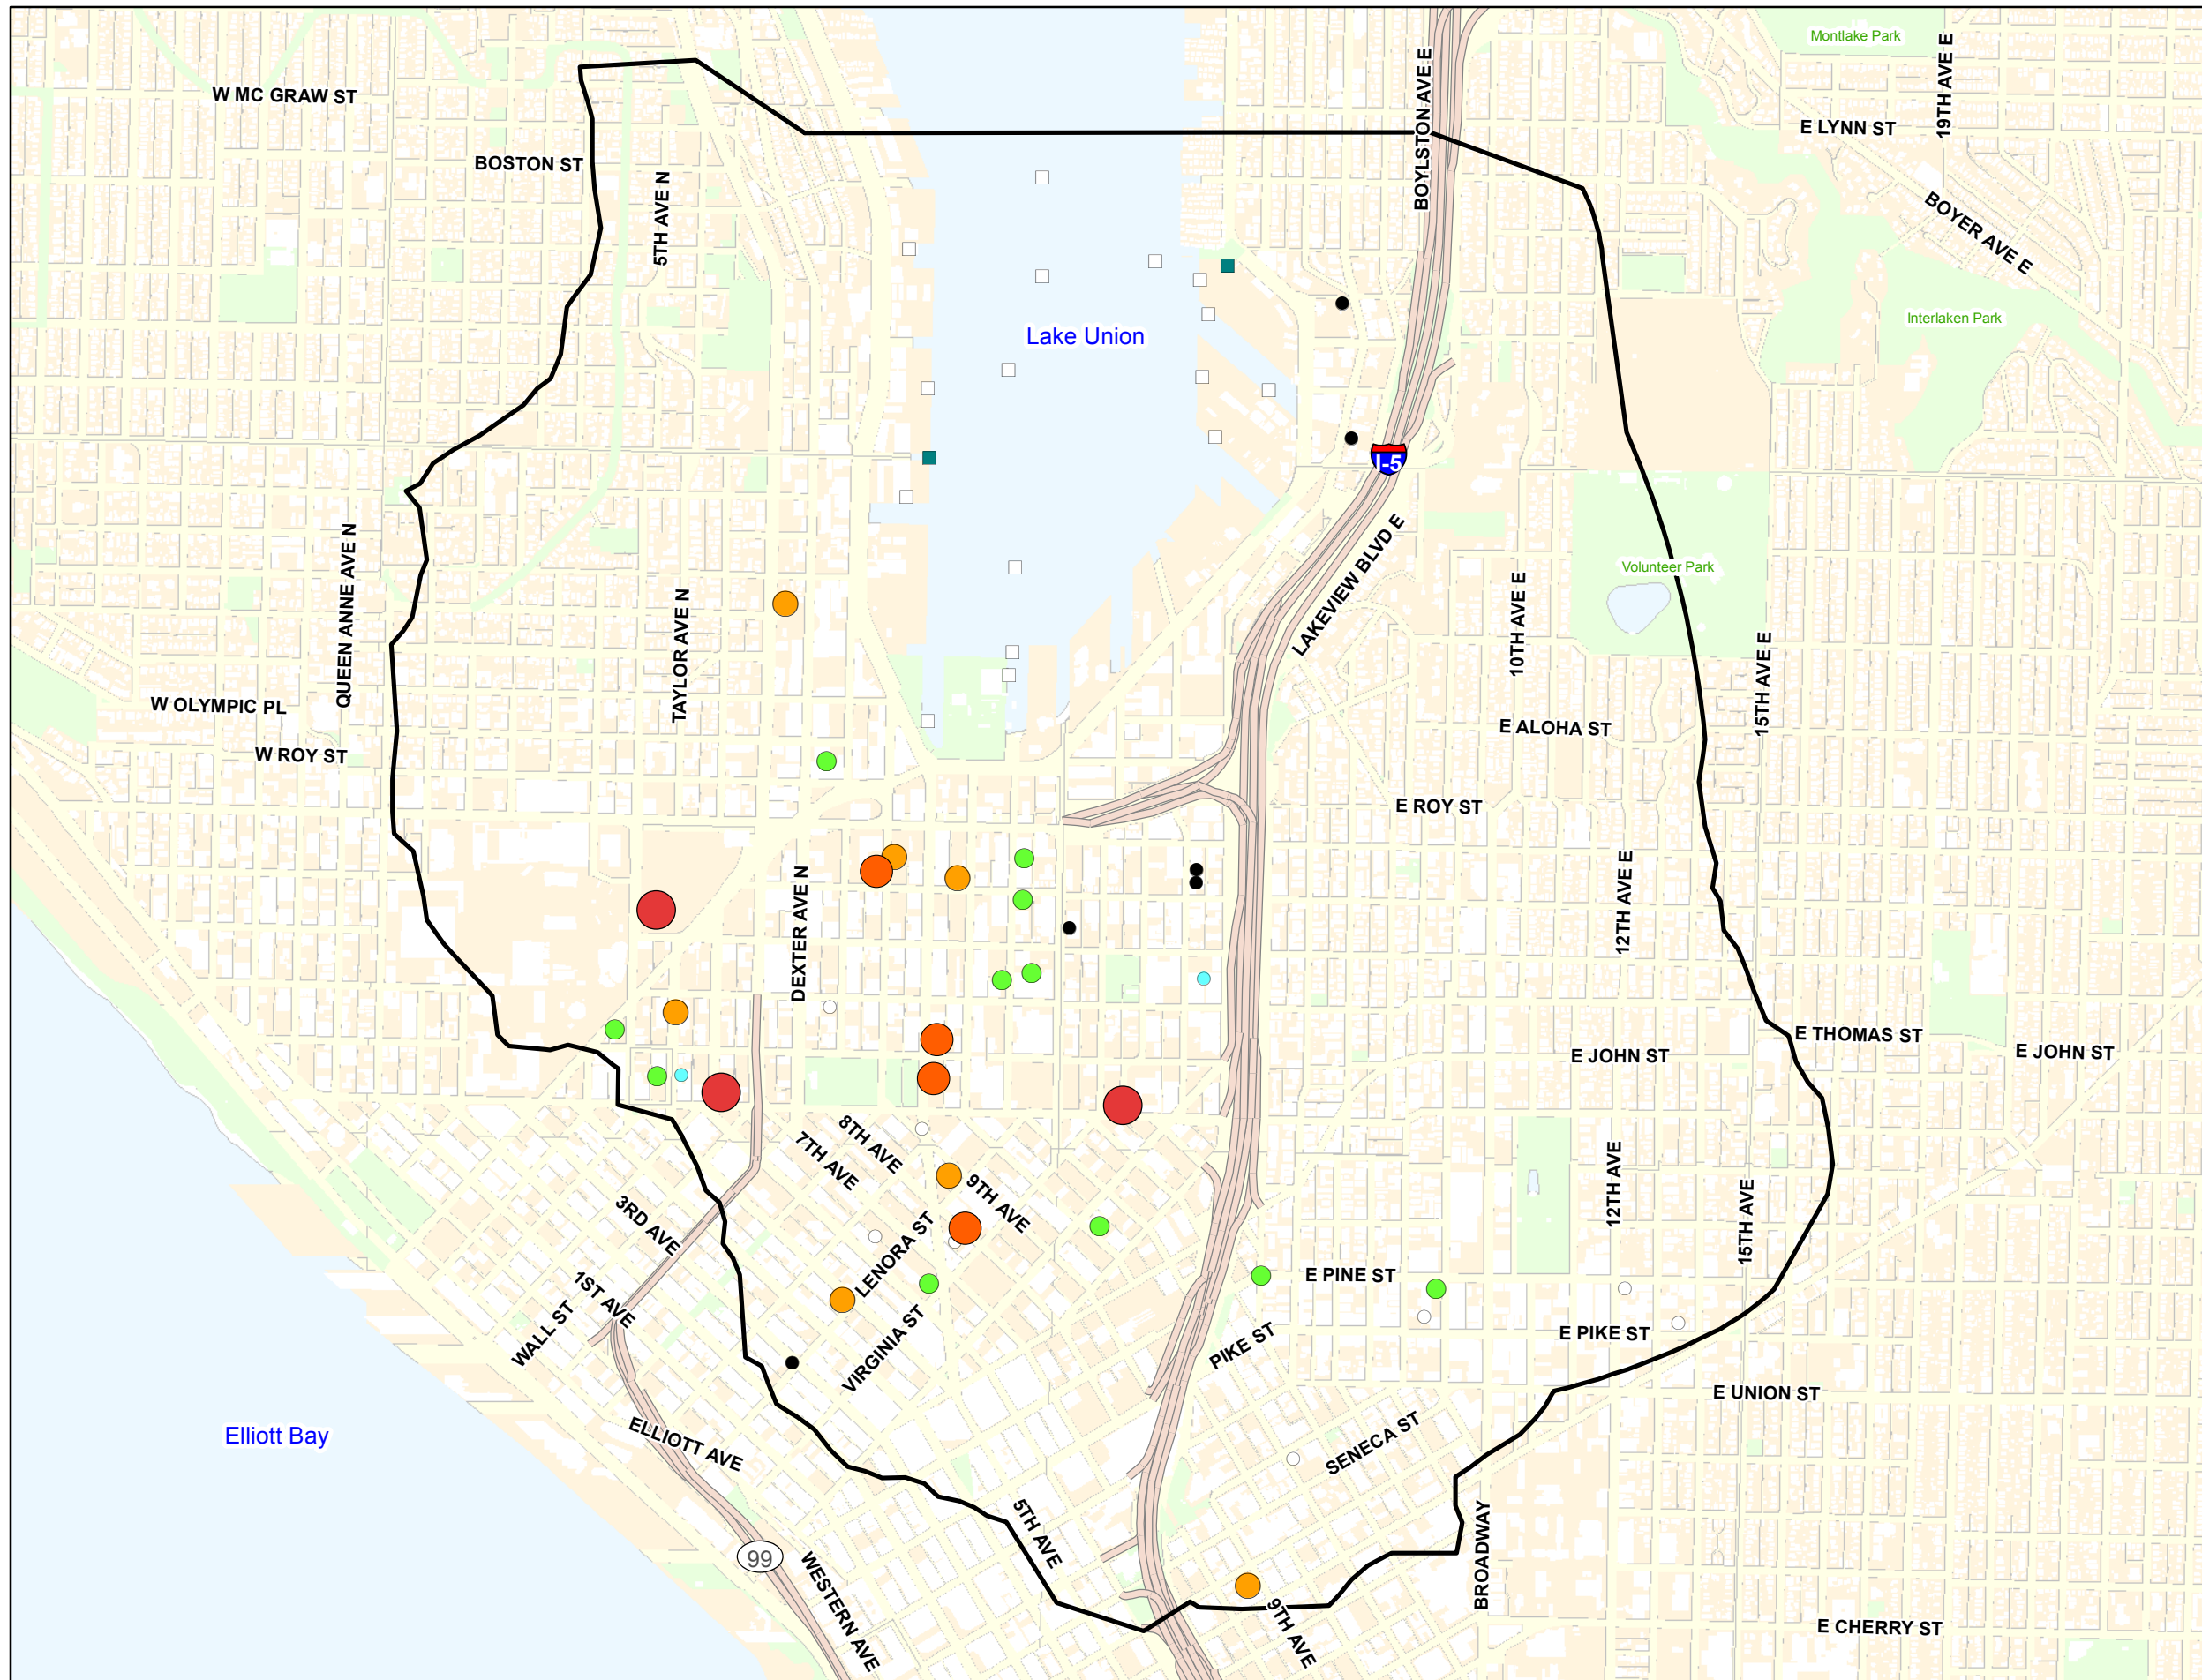 Montlake Park
W MC GRAW ST
BOYLSTON AVE E
19TH AVE E
E LYNN ST
BOSTON ST
5TH AVE N
BOYER AVE E
Interlaken Park
Lake Union
I-5
LAKEVIEW BLVD E
QUEEN ANNE AVE N
TAYLOR AVE N
10TH AVE E
Volunteer Park
15TH AVE E
W OLYMPIC PL
W ROY ST
E ALOHA ST
E ROY ST
DEXTER AVE N
12TH AVE E
E THOMAS ST
E JOHN ST
E JOHN ST
8TH AVE
7TH AVE
9TH AVE
12TH AVE
15TH AVE
3RD AVE
LENORA ST
1ST AVE
WALL ST
VIRGINIA ST
E PINE ST
PIKE ST
E PIKE ST
E UNION ST
Elliott Bay
ELLIOTT AVE
SENECA ST
5TH AVE
BROADWAY
99
WESTERN AVE
9TH AVE
E CHERRY ST